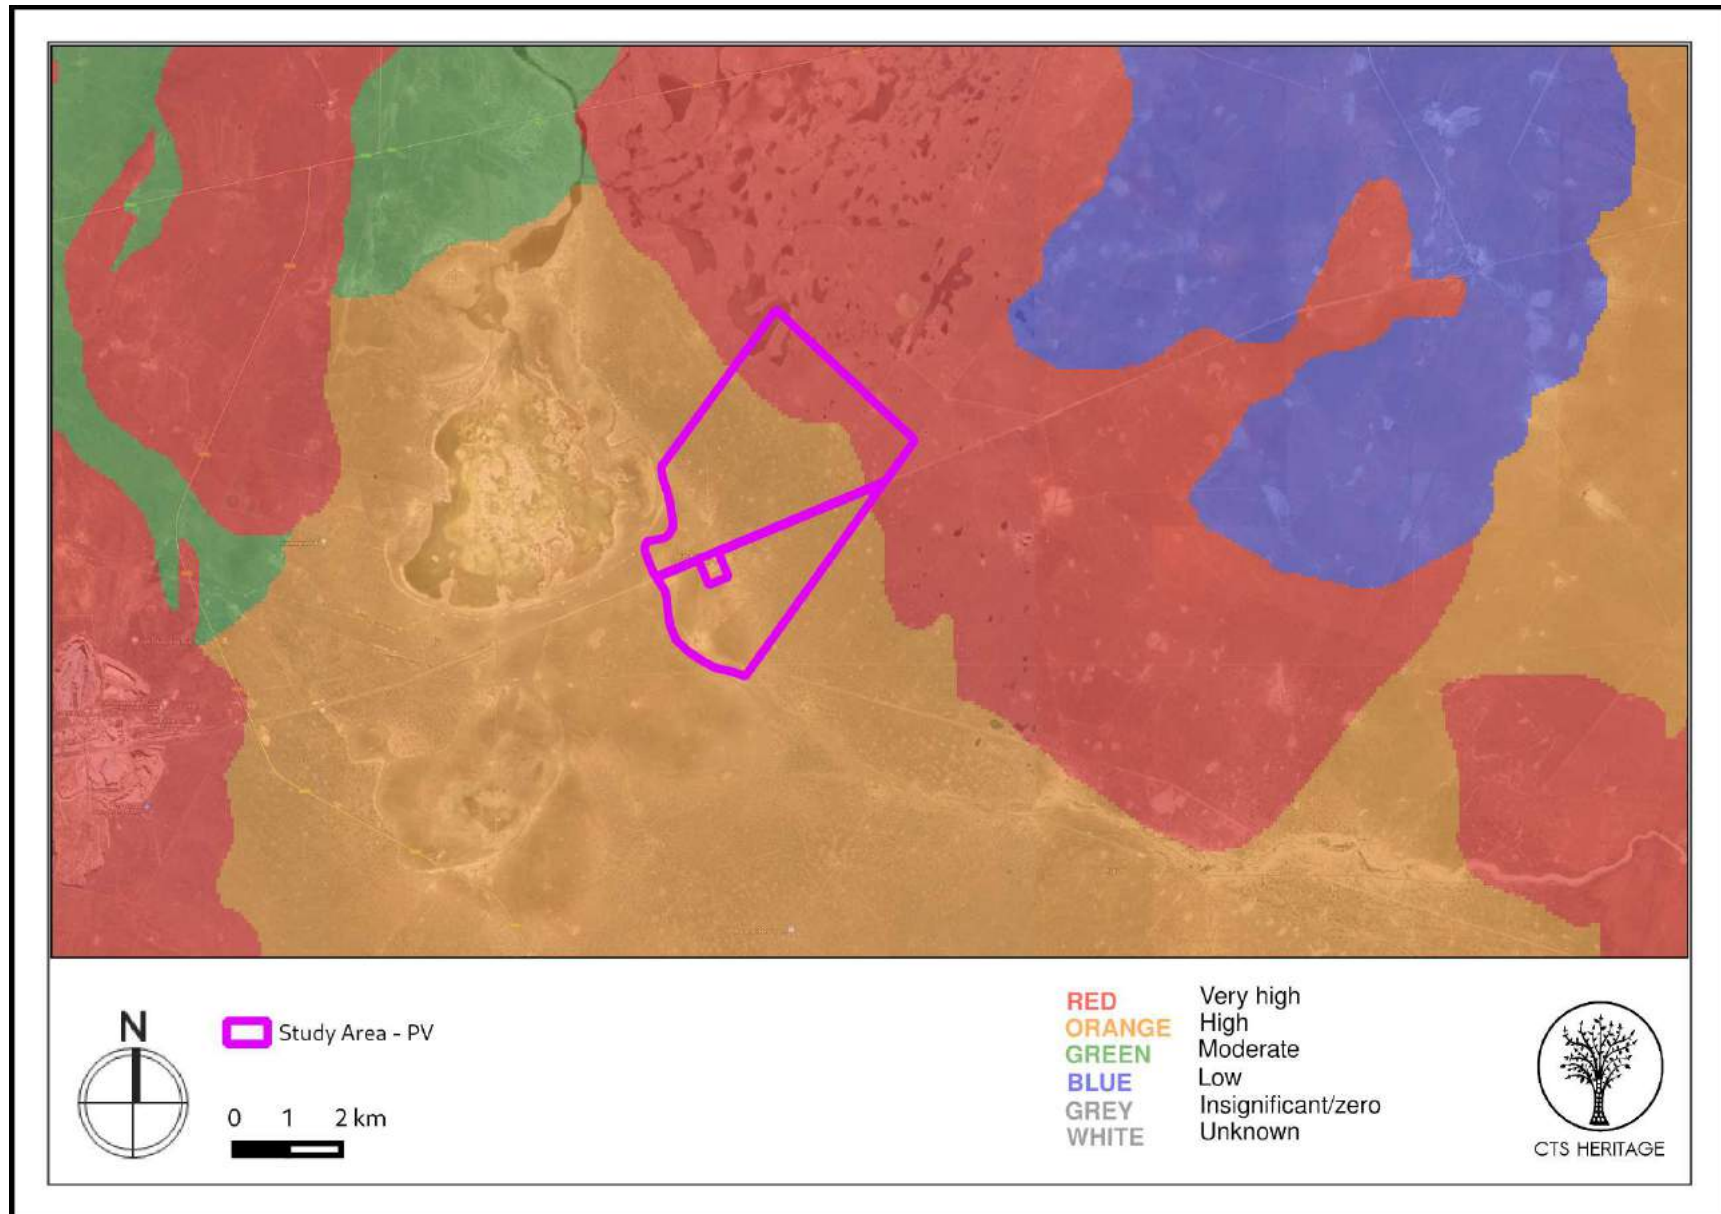 N
Study Area - PV
0 1 2 km
RED Very high
ORANGE High
GREEN Moderate
BLUE Low
GREY Insignificant/zero
WHITE Unknown
CTS HERITAGE